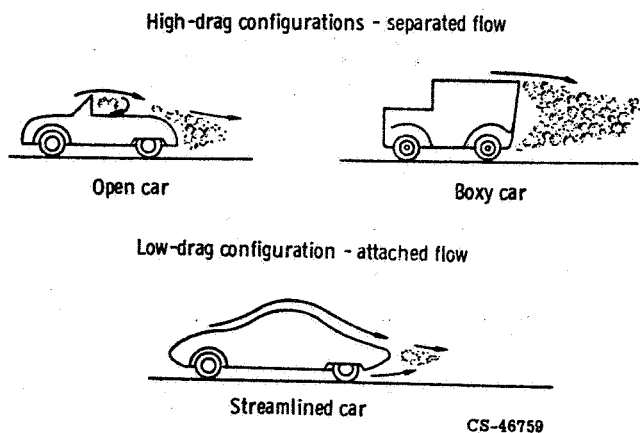 High-drag configurations - separated flow
Open car
Boxy car
Low-drag configuration - attached flow
Streamlined car
CS-46759